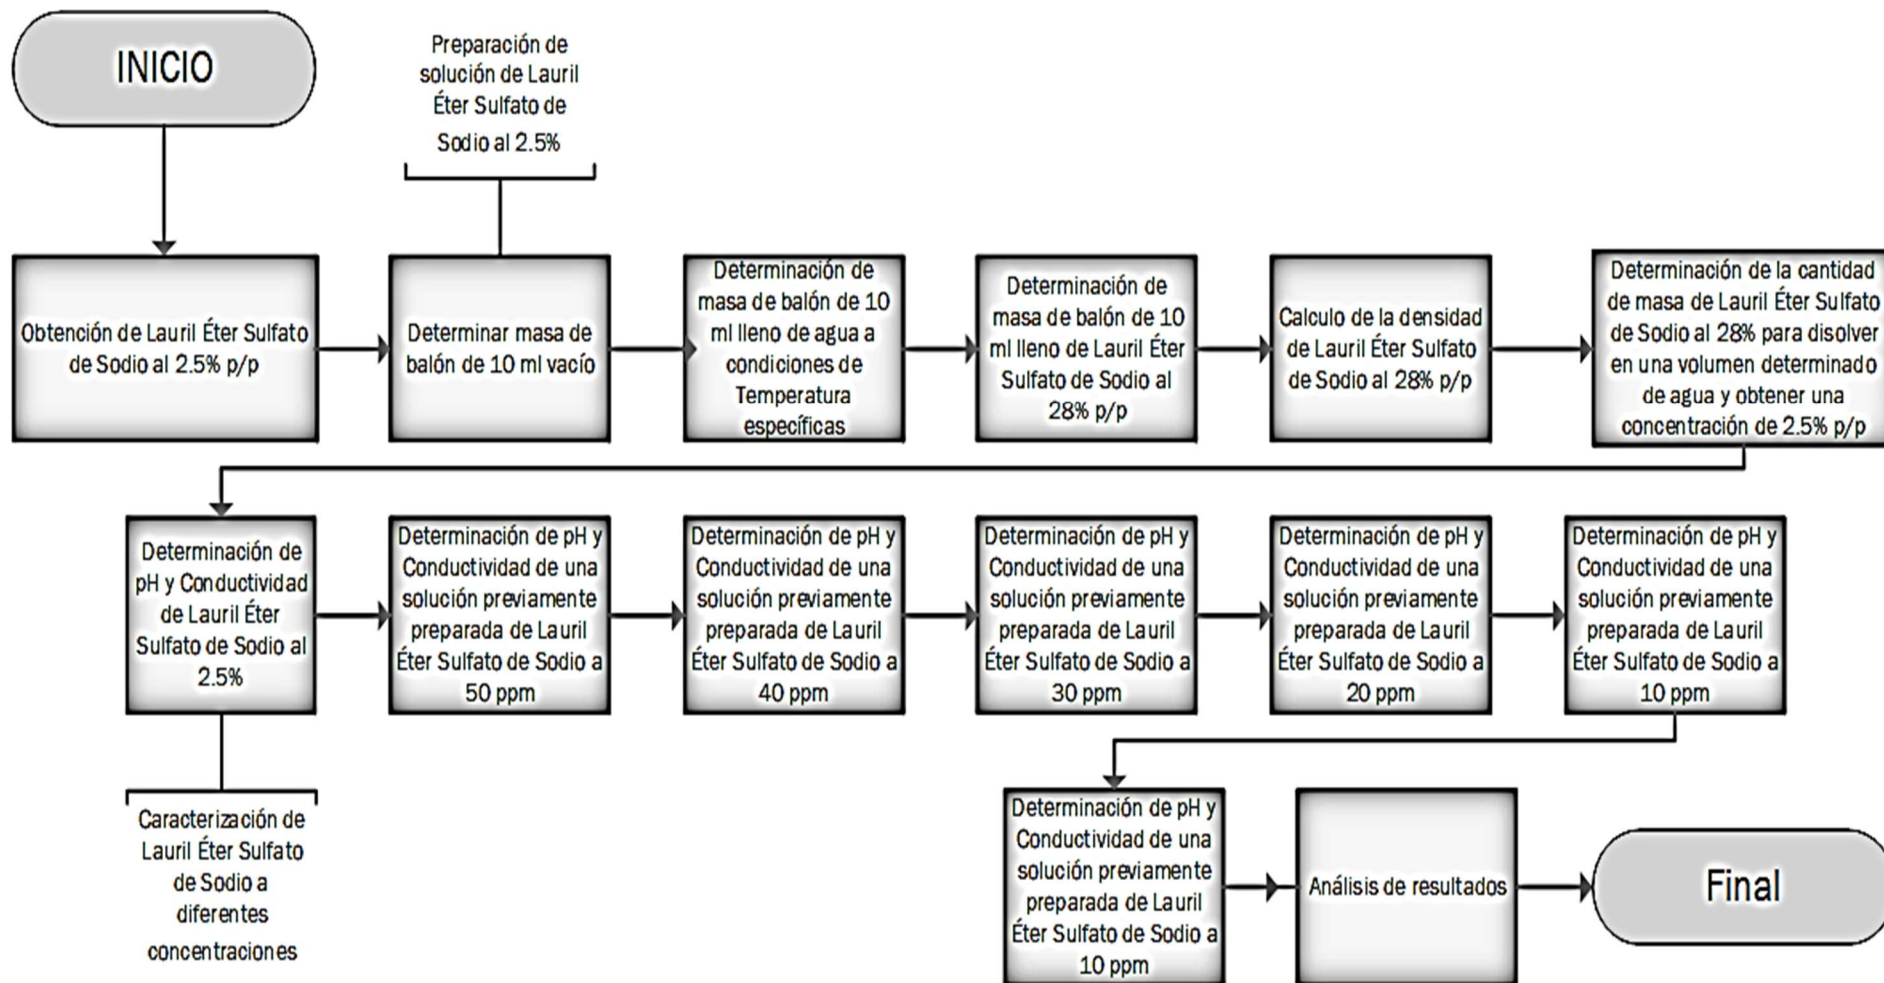 INICIO
Preparación de
solución de Lauril
Éter Sulfato de
Sodio al 2.5%
Obtención de Lauril Éter Sulfato
de Sodio al 2.5% p/p
Determinar masa de
balón de 10 ml vacío
Determinación de
masa de balón de 10
ml lleno de agua a
condiciones de
Temperatura
específicas
Determinación de
masa de balón de 10
ml lleno de Lauril Éter
Sulfato de Sodio al
28% p/p
Calculo de la densidad
de Lauril Éter Sulfato
de Sodio al 28% p/p
Determinación de la cantidad
de masa de Lauril Éter Sulfato
de Sodio al 28% para disolver
en una volumen determinado
de agua y obtener una
concentración de 2.5% p/p
Determinación de
pH y Conductividad
de Lauril Éter
Sulfato de Sodio al
2.5%
Determinación de pH y
Conductividad de una
solución previamente
preparada de Lauril
Éter Sulfato de Sodio a
50 ppm
Determinación de pH y
Conductividad de una
solución previamente
preparada de Lauril
Éter Sulfato de Sodio a
40 ppm
Determinación de pH y
Conductividad de una
solución previamente
preparada de Lauril
Éter Sulfato de Sodio a
30 ppm
Determinación de pH y
Conductividad de una
solución previamente
preparada de Lauril
Éter Sulfato de Sodio a
20 ppm
Determinación de pH y
Conductividad de una
solución previamente
preparada de Lauril
Éter Sulfato de Sodio a
10 ppm
Caracterización de
Lauril Éter Sulfato
de Sodio a
diferentes
concentraciones
Determinación de pH y
Conductividad de una
solución previamente
preparada de Lauril
Éter Sulfato de Sodio a
10 ppm
Análisis de resultados
Final